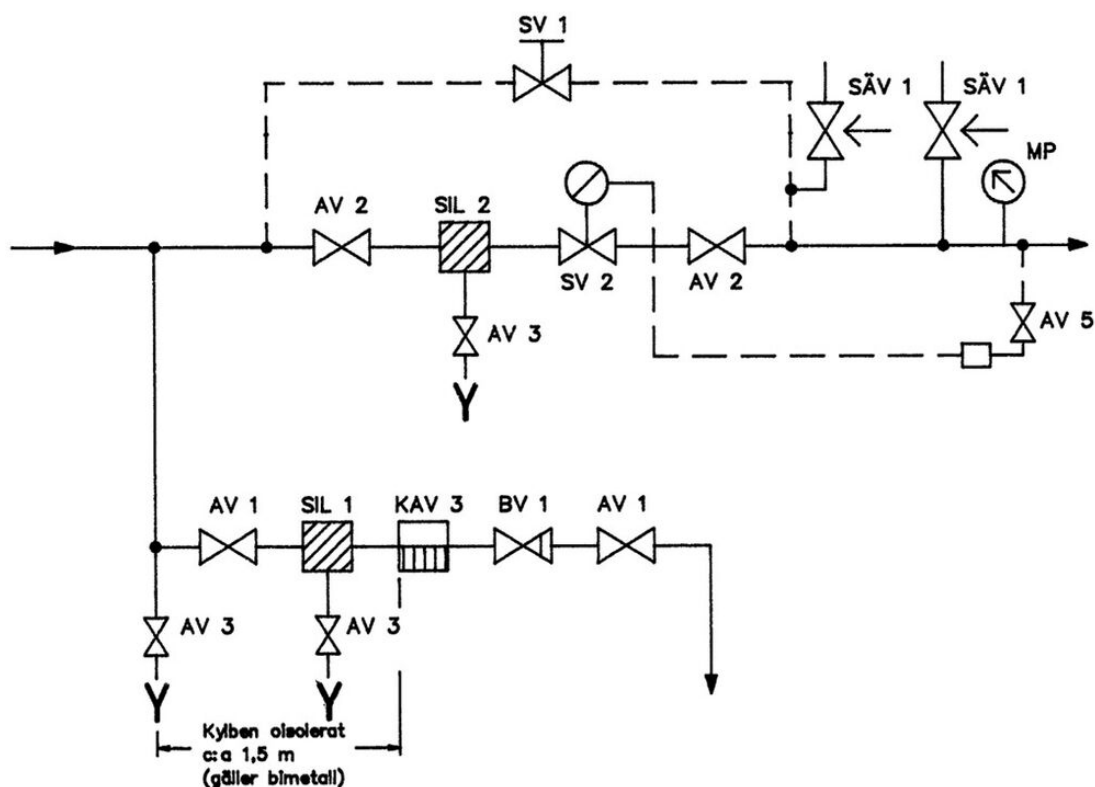 SV 1
SÄV 1
SÄV 1
MP
AV 2
SIL 2
SV 2
AV 2
AV 3
AV 5
AV 1
SIL 1
KAV 3
BV 1
AV 1
AV 3
AV 3
Kylben oisolerat
c:a 1,5 m
(gäller bimetall)